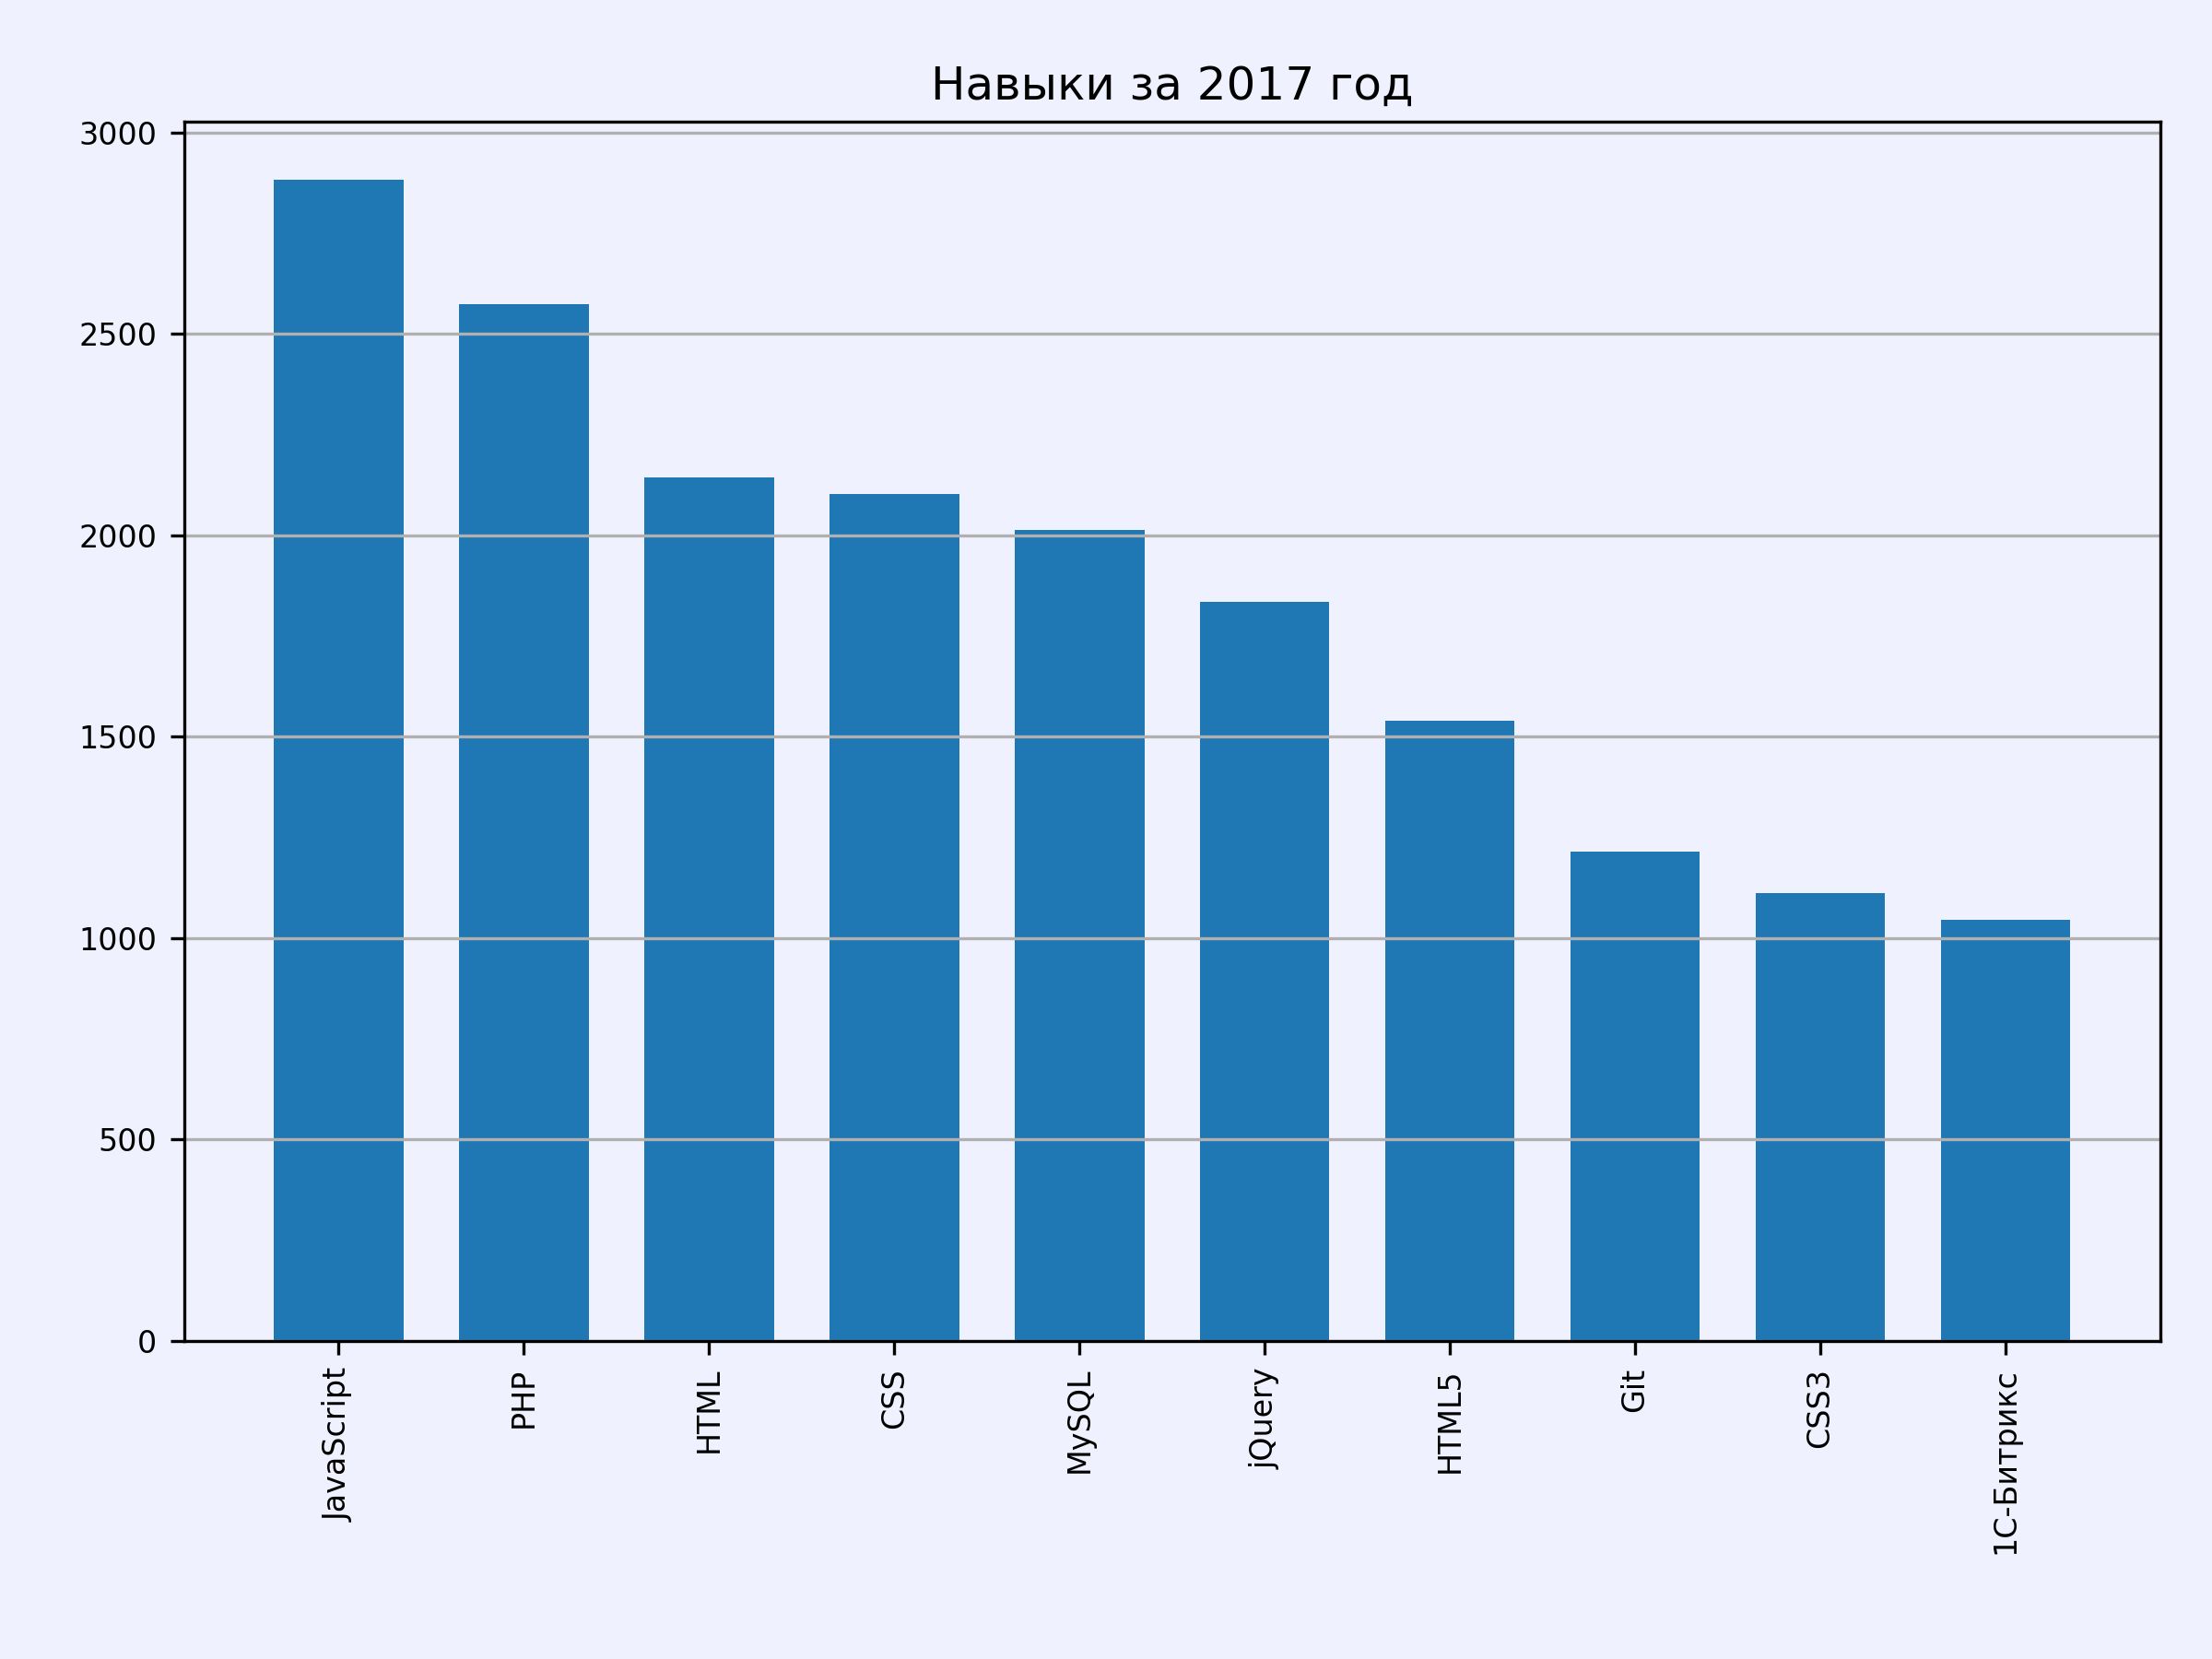 Навыки за 2017 год
3000
2500
2000
1500
1000
500
0
JavaScript
PHP
HTML
CSS
MySQL
jQuery
HTML5
Git
CSS3
1С-Битрикс